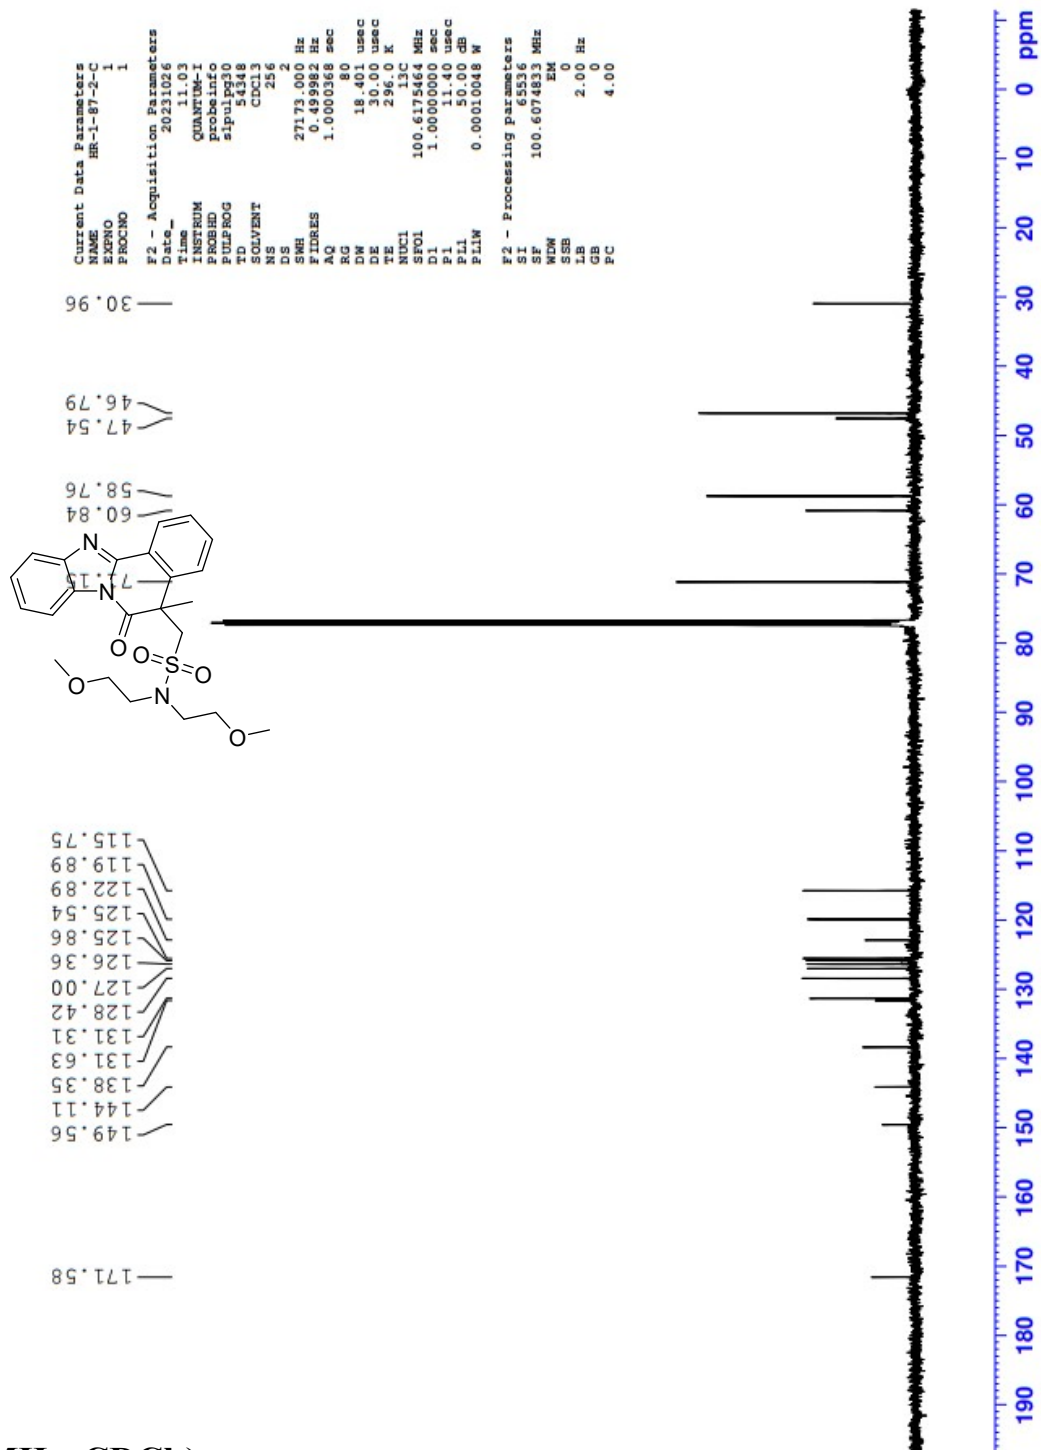 Current Data Parameters
NAME HR-1-87-2-C
EXPNO 1
PROCNO 1
F2 - Acquisition Parameters
Date_ 20231026
Time 11.03
INSTRUM QUANTUM-I
PROBHD probeinfo
PULPROG s1pu1pg30
TD 54348
SOLVENT CDCl3
NS 256
DS 2
SWH 27173.000 Hz
FIDRES 0.499982 Hz
AQ 1.0000368 sec
RG 80
DW 18.401 usec
DE 30.00 usec
TE 296.0 K
NUC1 13C
SFO1 100.6175464 MHz
D1 1.00000000 sec
P1 11.40 usec
PL1 50.00 dB
PL1W 0.00010048 W
F2 - Processing parameters
SI 65536
SF 100.6074833 MHz
WDW EM
SSB 0
LB 2.00 Hz
GB 0
PC 4.00
30.96
46.79
47.54
58.76
60.84
71.15
115.75
119.89
122.89
125.54
125.86
126.36
127.00
128.42
131.31
131.63
138.35
144.11
149.56
171.58
N
N
O
O
S
O
N
O
O
190 180 170 160 150 140 130 120 110 100 90 80 70 60 50 40 30 20 10 0 ppm